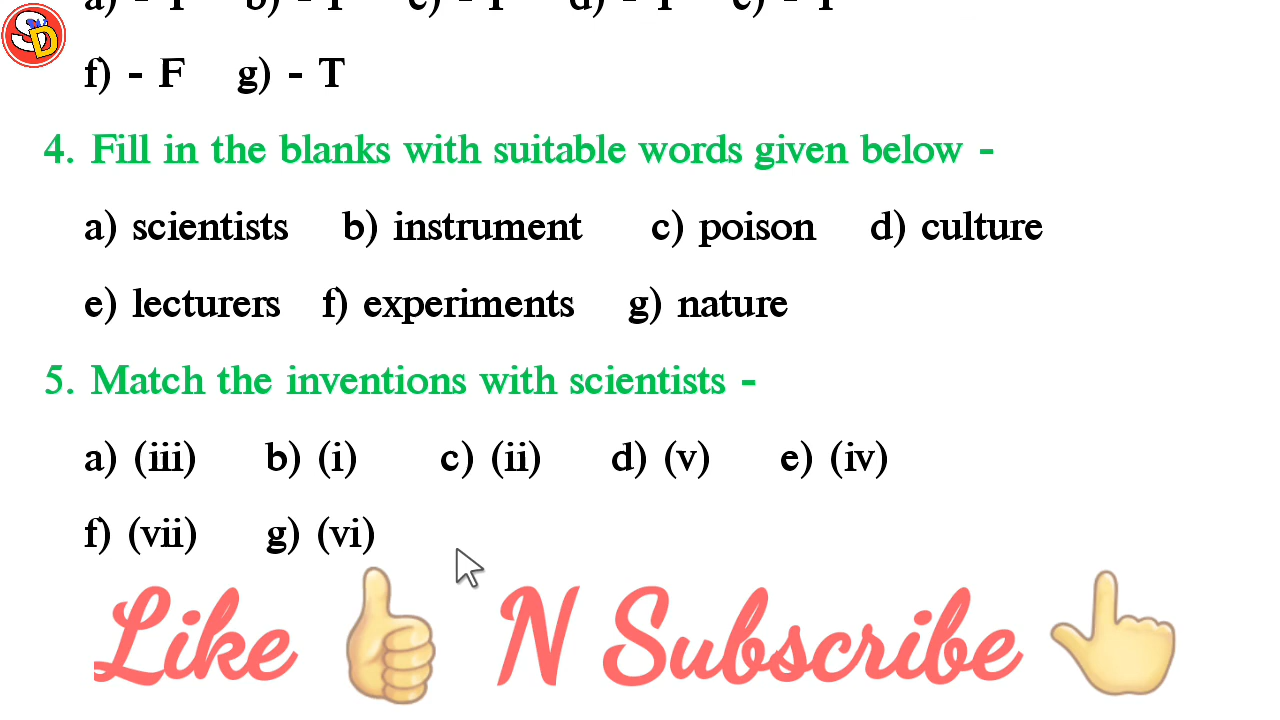 f) - F g) - T
4. Fill in the blanks with suitable words given below -
a) scientists b) instrument c) poison d) culture
e) lecturers f) experiments g) nature
5. Match the inventions with scientists -
a) (iii) b) (i) c) (ii) d) (v) e) (iv)
f) (vii) g) (vi)
Like N Subscribe
SD